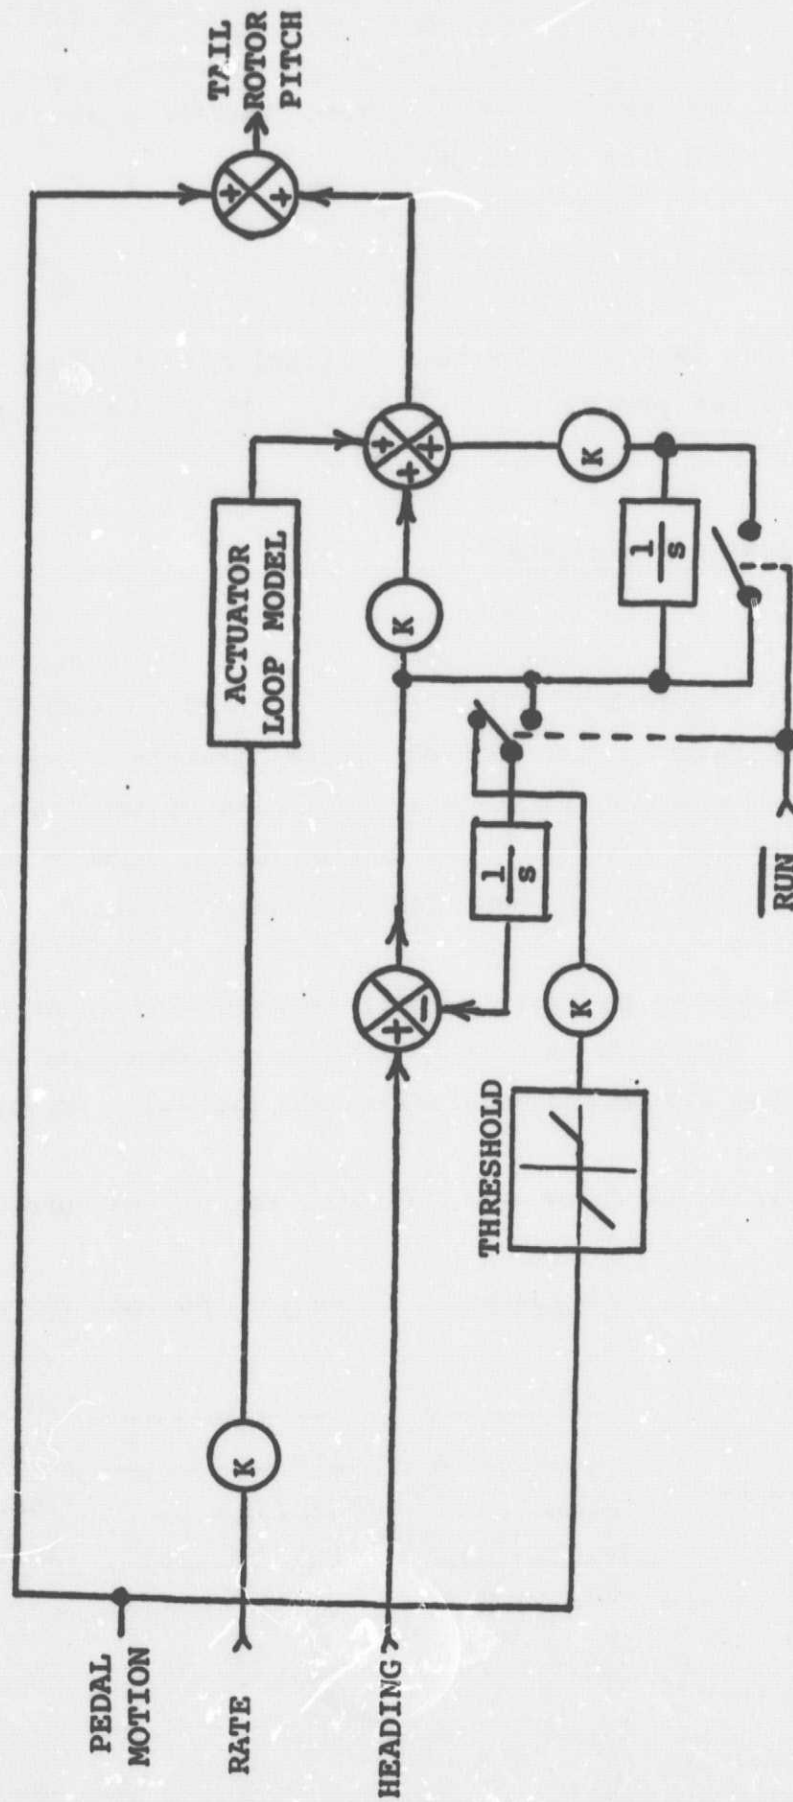 PEDAL
MOTION
RATE
HEADING
K
ACTUATOR
LOOP MODEL
TAIL
ROTOR
PITCH
+
+
+
-
K
+
+
+
THRESHOLD
K
1
s
K
1
s
RUN